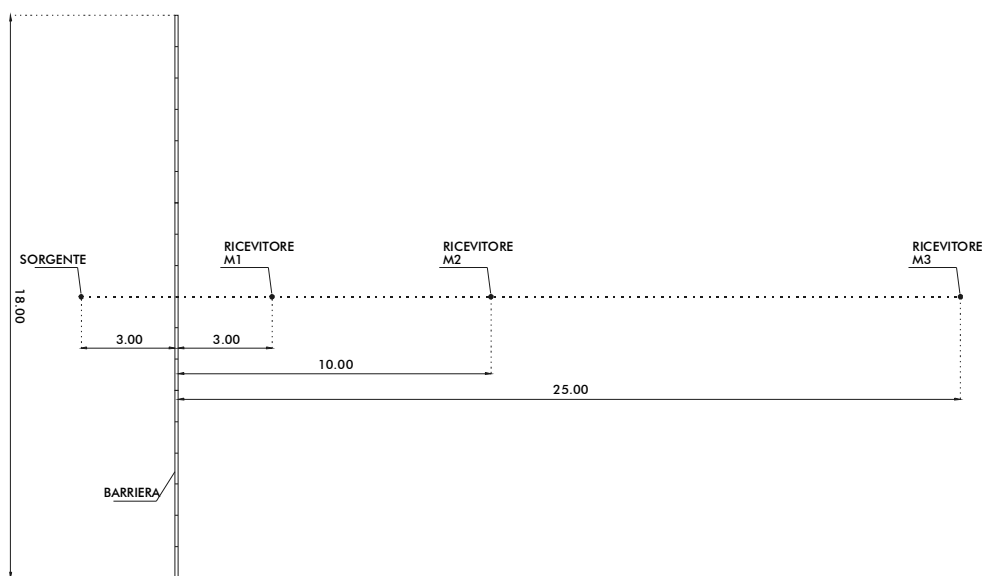 SORGENTE
RICEVITORE
M1
RICEVITORE
M2
RICEVITORE
M3
18.00
3.00
3.00
10.00
25.00
BARRIERA